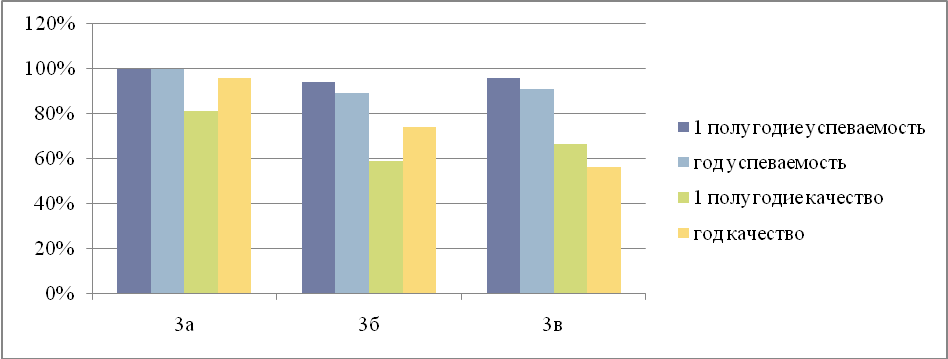 120%
100%
80%
60%
40%
20%
0%
3а
3б
3в
1 полугодие успеваемость
год успеваемость
1 полугодие качество
год качество